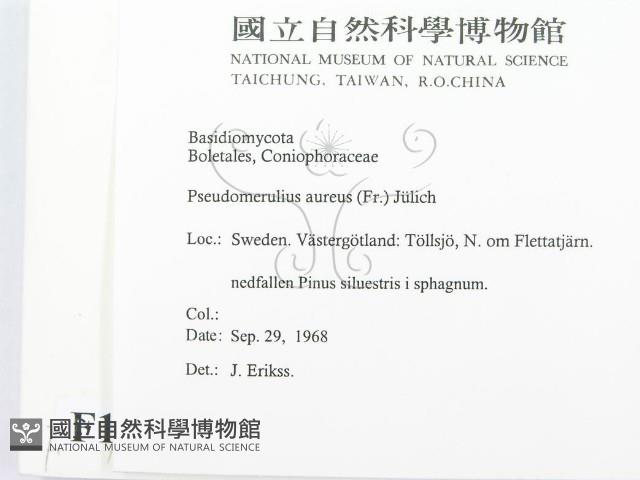 國立自然科學博物館
NATIONAL MUSEUM OF NATURAL SCIENCE
TAICHUNG, TAIWAN, R.O.CHINA
Basidiomycota
Boletales, Coniophoraceae
Pseudomerulius aureus (Fr.) Jülich
Loc.: Sweden. Västergötland: Töllsjö, N. om Flettatjärn.
nedfallen Pinus siluestris i sphagnum.
Col.:
Date: Sep. 29, 1968
Det.: J. Erikss.
F1
國立自然科學博物館
NATIONAL MUSEUM OF NATURAL SCIENCE